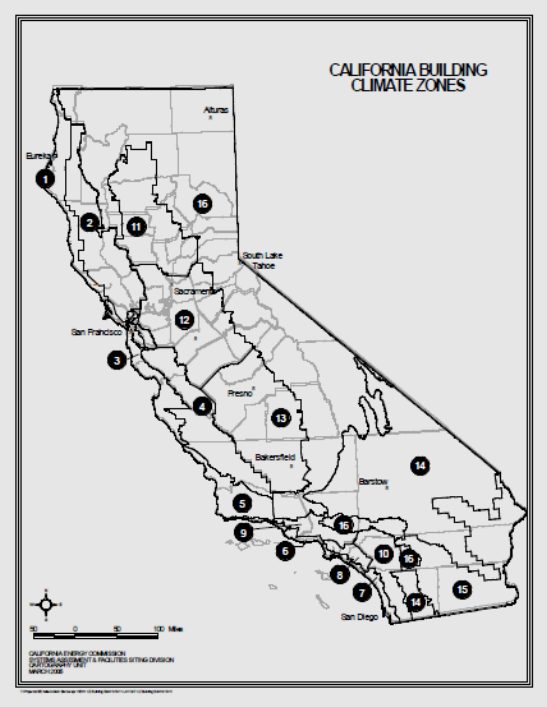 CALIFORNIA BUILDING
CLIMATE ZONES
Alturas
Eureka
1
16
2
11
South Lake
Tahoe
Sacramento
12
San Francisco
3
Fresno
4
13
Bakersfield
14
Barstow
5
16
9
6
10
16
8
7
15
14
San Diego
50 0 50 100 Miles
CALIFORNIA ENERGY COMMISSION
SYSTEMS ASSESSMENT & FACILITIES SITING DIVISION
CARTOGRAPHY UNIT
MARCH